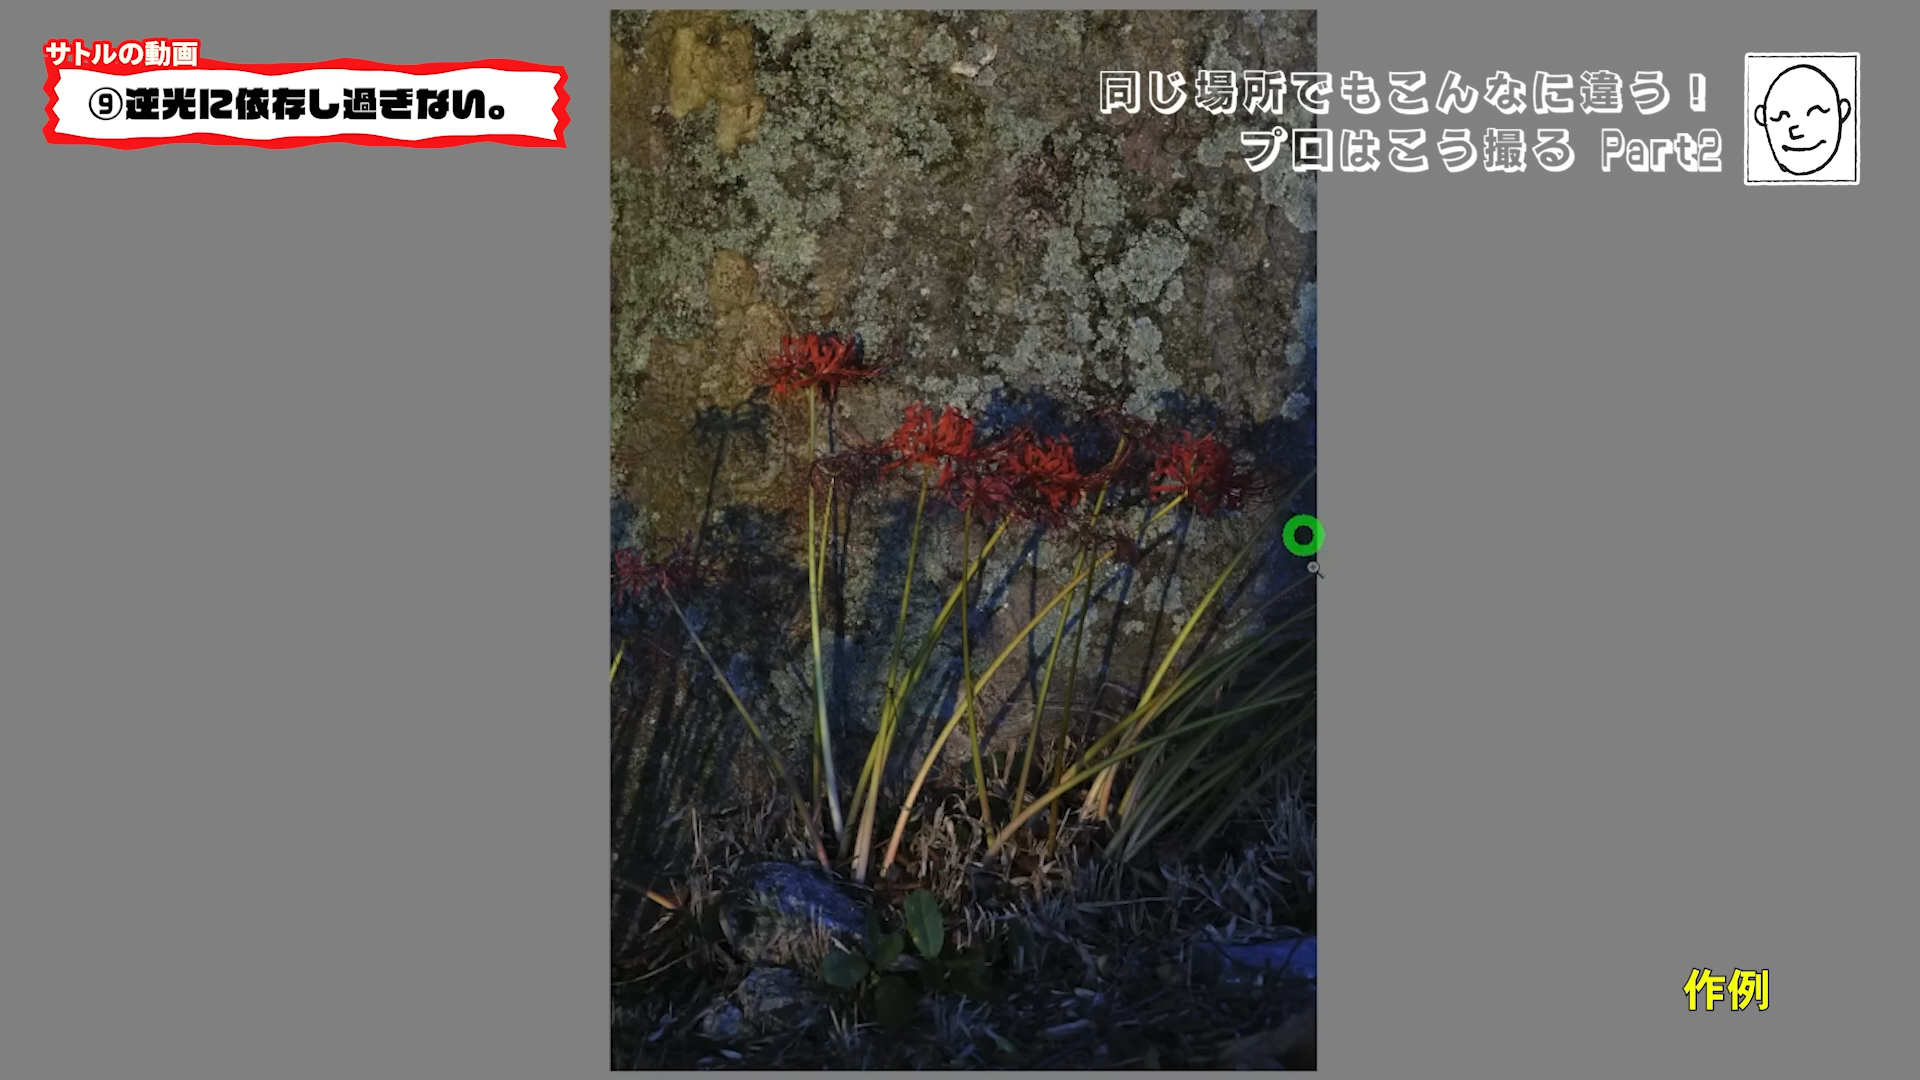 サトルの動画
⑨逆光に依存し過ぎない。
同じ場所でもこんなに違う！
プロはこう撮る Part2
作例